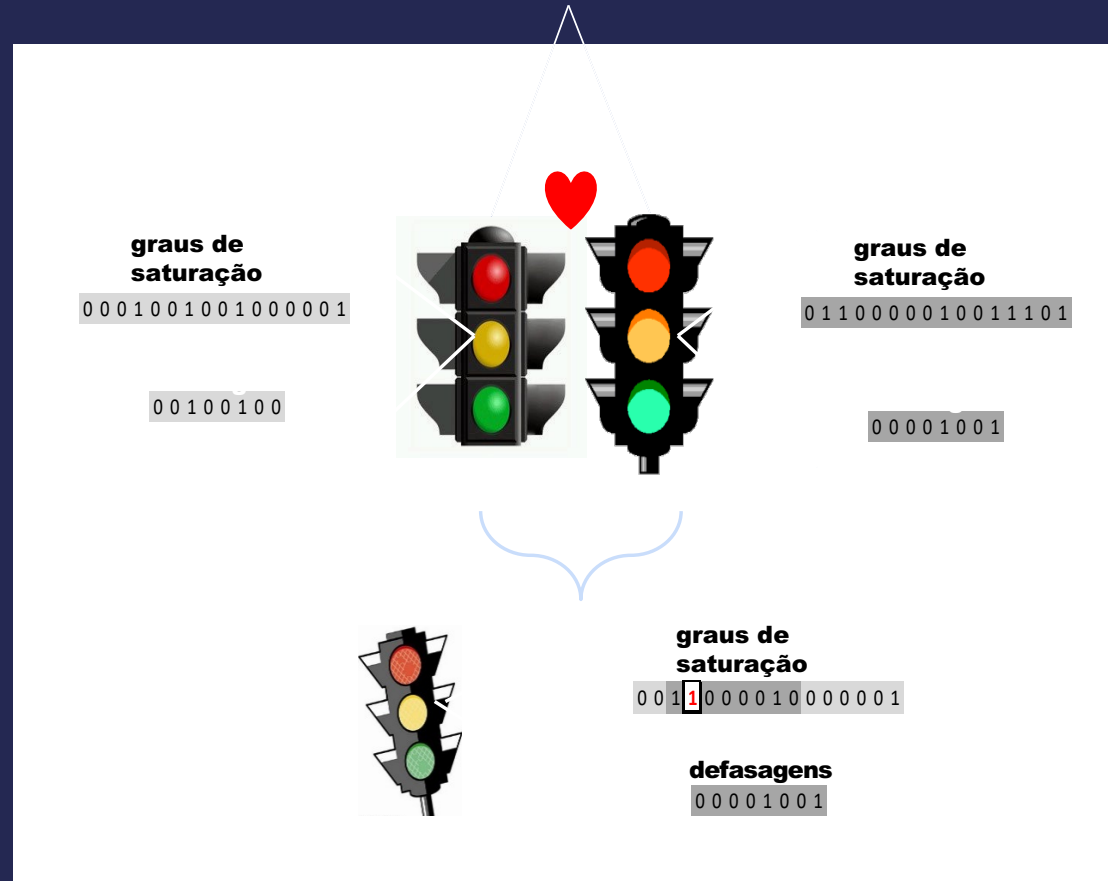 graus de
saturação
0 0 0 1 0 0 1 0 0 1 0 0 0 0 0 1
0 0 1 0 0 1 0 0
graus de
saturação
0 1 1 0 0 0 0 0 1 0 0 1 1 1 0 1
0 0 0 0 1 0 0 1
graus de
saturação
0 0 1 1 0 0 0 0 1 0 0 0 0 0 0 1
defasagens
0 0 0 0 1 0 0 1